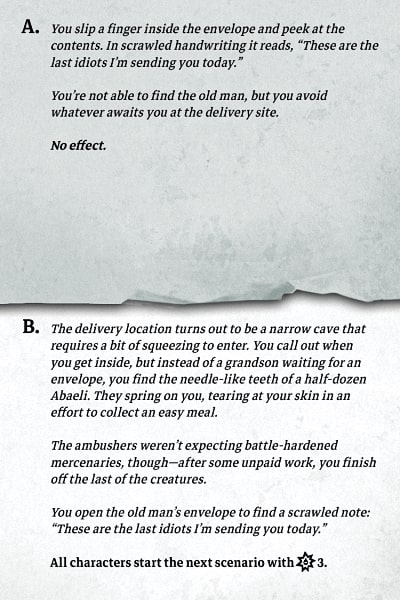 A. You slip a finger inside the envelope and peek at the
contents. In scrawled handwriting it reads, “These are the
last idiots I’m sending you today.”
You’re not able to find the old man, but you avoid
whatever awaits you at the delivery site.
No effect.
B. The delivery location turns out to be a narrow cave that
requires a bit of squeezing to enter. You call out when
you get inside, but instead of a grandson waiting for an
envelope, you find the needle-like teeth of a half-dozen
Abaeli. They spring on you, tearing at your skin in an
effort to collect an easy meal.
The ambushers weren’t expecting battle-hardened
mercenaries, though—after some unpaid work, you finish
off the last of the creatures.
You open the old man’s envelope to find a scrawled note:
“These are the last idiots I’m sending you today.”
All characters start the next scenario with 3.